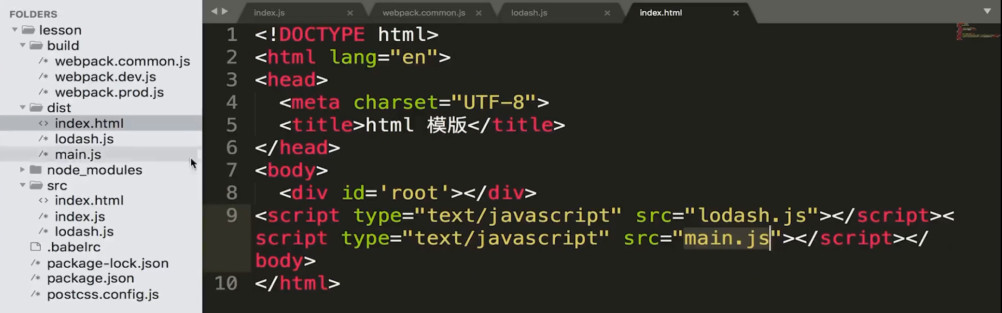 FOLDERS
lesson
build
webpack.common.js
webpack.dev.js
webpack.prod.js
dist
index.html
lodash.js
main.js
node_modules
src
index.html
index.js
lodash.js
.babelrc
package-lock.json
package.json
postcss.config.js
index.js
webpack.common.js
lodash.js
index.html
1 <!DOCTYPE html>
2 <html lang="en">
3 <head>
4 <meta charset="UTF-8">
5 <title>html 模版</title>
6 </head>
7 <body>
8 <div id='root'></div>
9 <script type="text/javascript" src="lodash.js"></script><
script type="text/javascript" src="main.js"></script></
body>
10 </html>